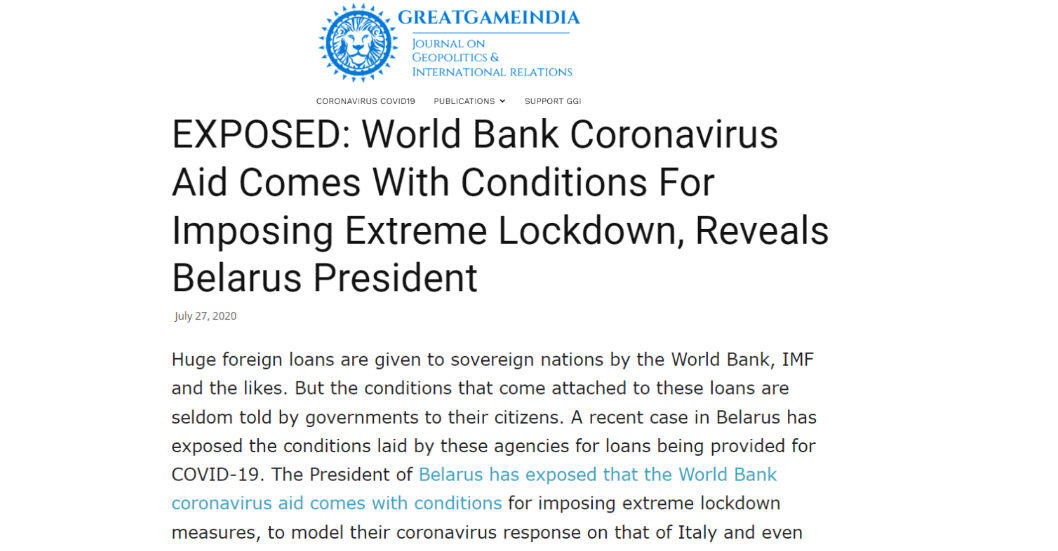 GREATGAMEINDIA
JOURNAL ON
GEOPOLITICS &
INTERNATIONAL RELATIONS
CORONAVIRUS COVID19 PUBLICATIONS SUPPORT GGI
EXPOSED: World Bank Coronavirus
Aid Comes With Conditions For
Imposing Extreme Lockdown, Reveals
Belarus President
July 27, 2020
Huge foreign loans are given to sovereign nations by the World Bank, IMF
and the likes. But the conditions that come attached to these loans are
seldom told by governments to their citizens. A recent case in Belarus has
exposed the conditions laid by these agencies for loans being provided for
COVID-19. The President of Belarus has exposed that the World Bank
coronavirus aid comes with conditions for imposing extreme lockdown
measures, to model their coronavirus response on that of Italy and even